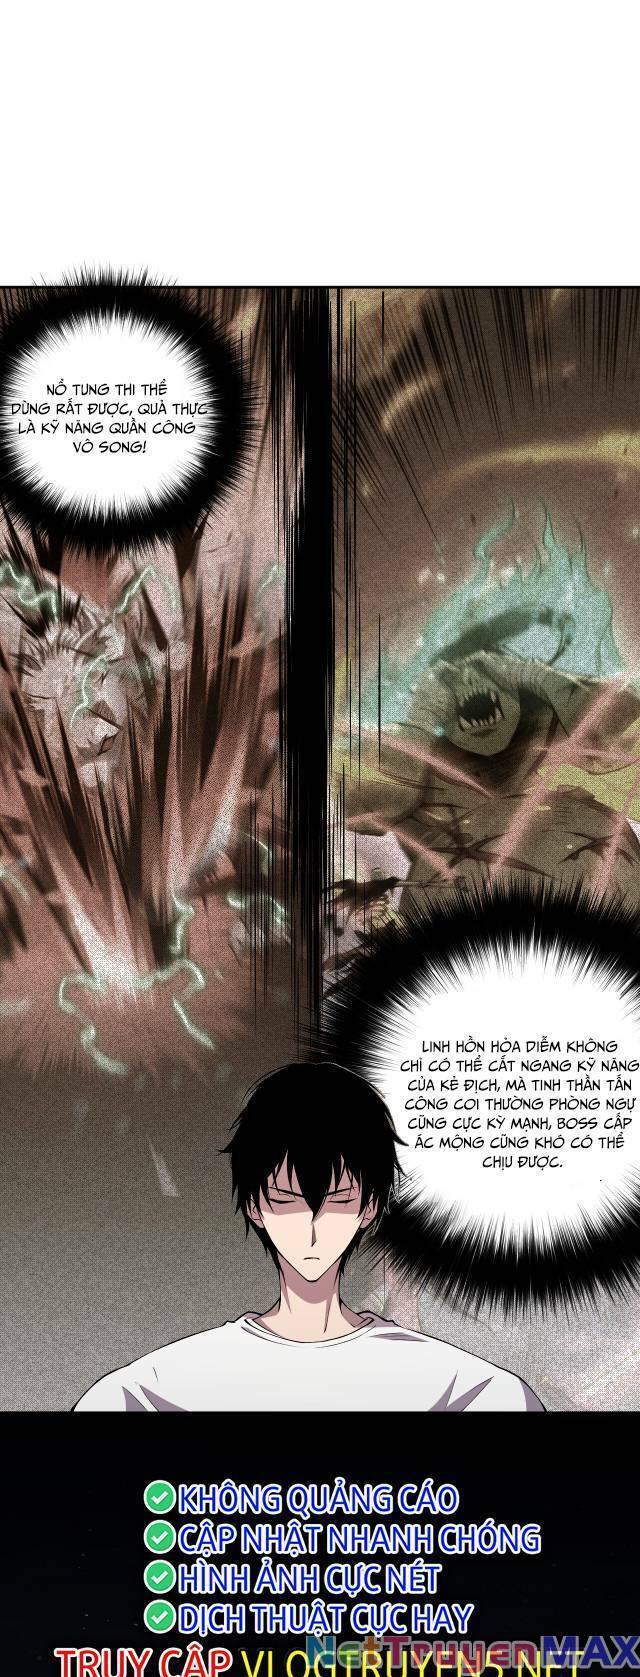 NỔ TUNG THI THỂ
DÙNG RẤT ĐƯỢC, QUẢ THỰC
LÀ KỸ NĂNG QUẦN CÔNG
VÔ SONG!
LINH HỒN HỎA DIỄM KHÔNG
CHỈ CÓ THỂ CẮT NGANG KỸ NĂNG
CỦA KẺ ĐỊCH, MÀ TINH THẦN TẤN
CÔNG COI THƯỜNG PHÒNG NGỰ
CŨNG CỰC KỲ MẠNH, BOSS CẤP
ÁC MỘNG CŨNG KHÓ CÓ THỂ
CHỊU ĐƯỢC.
KHÔNG QUẢNG CÁO
CẬP NHẬT NHANH CHÓNG
HÌNH ẢNH CỰC NÉT
DỊCH THUẬT CỰC HAY
NETTRUYENMAX
TRUY CẬP VLOGTRUYEN5.NET